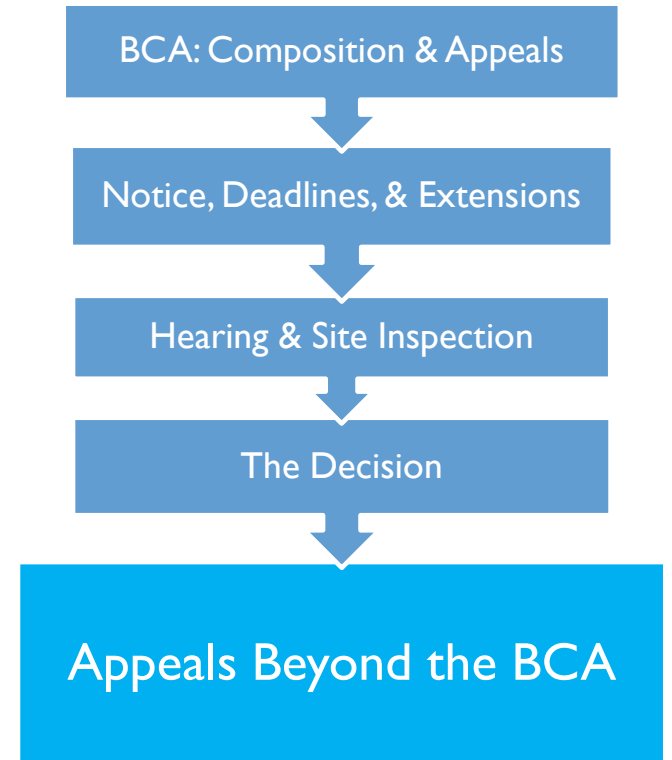 BCA: Composition & Appeals
Notice, Deadlines, & Extensions
Hearing & Site Inspection
The Decision
Appeals Beyond the BCA